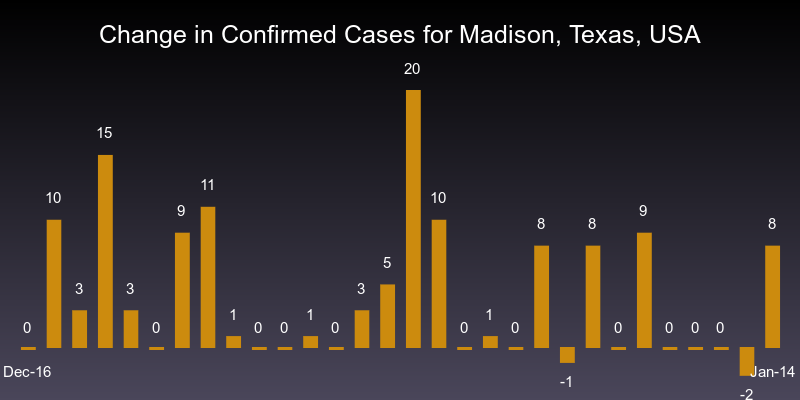 Change in Confirmed Cases for Madison, Texas, USA
0 10 3 15 3 0 9 11 1 0 0 1 0 3 5 20 10 0 1 0 8 -1 8 0 9 0 0 0 -2 8
Dec-16 Jan-14